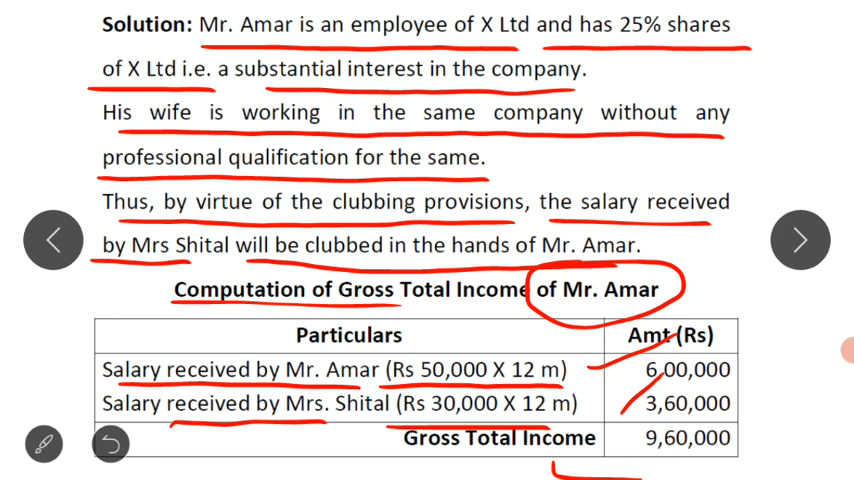 Solution: Mr. Amar is an employee of X Ltd and has 25% shares
of X Ltd i.e. a substantial interest in the company.
His wife is working in the same company without any
professional qualification for the same.
Thus, by virtue of the clubbing provisions, the salary received
by Mrs Shital will be clubbed in the hands of Mr. Amar.
Computation of Gross Total Income of Mr. Amar
Particulars Amt (Rs)
Salary received by Mr. Amar (Rs 50,000 X 12 m) 6,00,000
Salary received by Mrs. Shital (Rs 30,000 X 12 m) 3,60,000
Gross Total Income 9,60,000